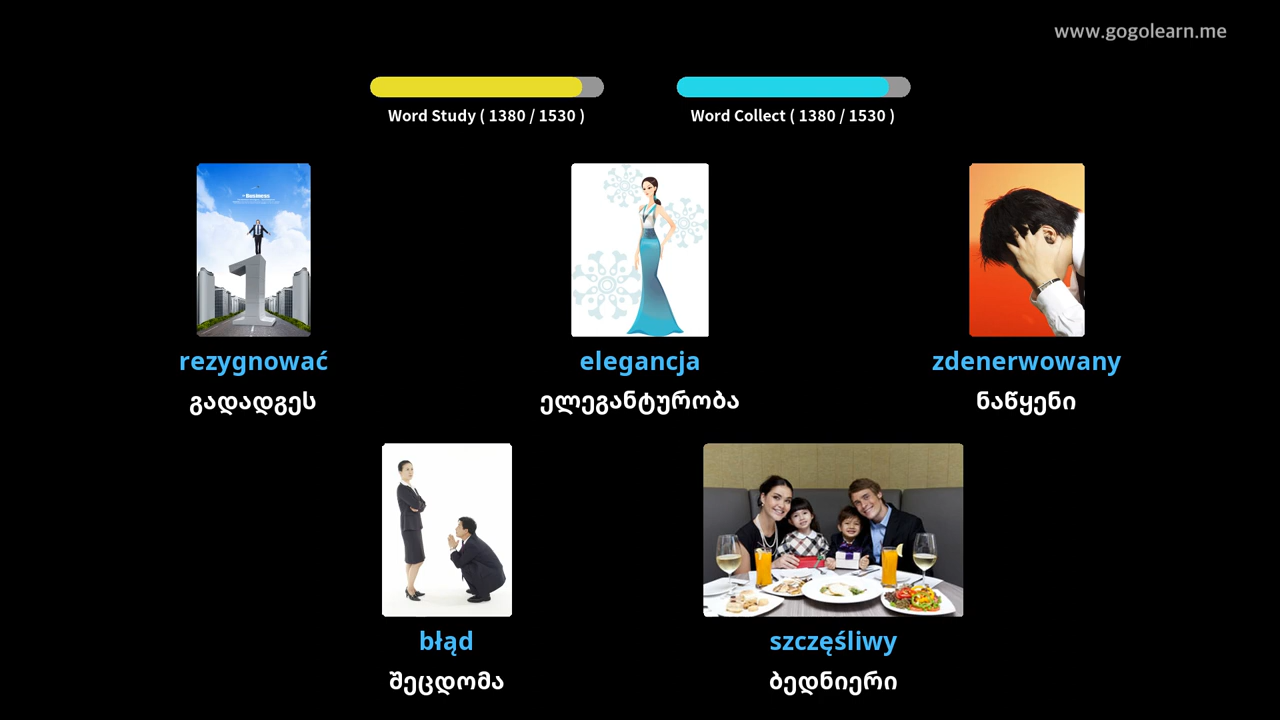 www.gogolearn.me
Word Study ( 1380 / 1530 )
Word Collect ( 1380 / 1530 )
Business
rezygnować
elegancja
zdenerwowany
გადადგეს
ელეგანტურობა
ნაწყენი
błąd
szczęśliwy
შეცდომა
ბედნიერი